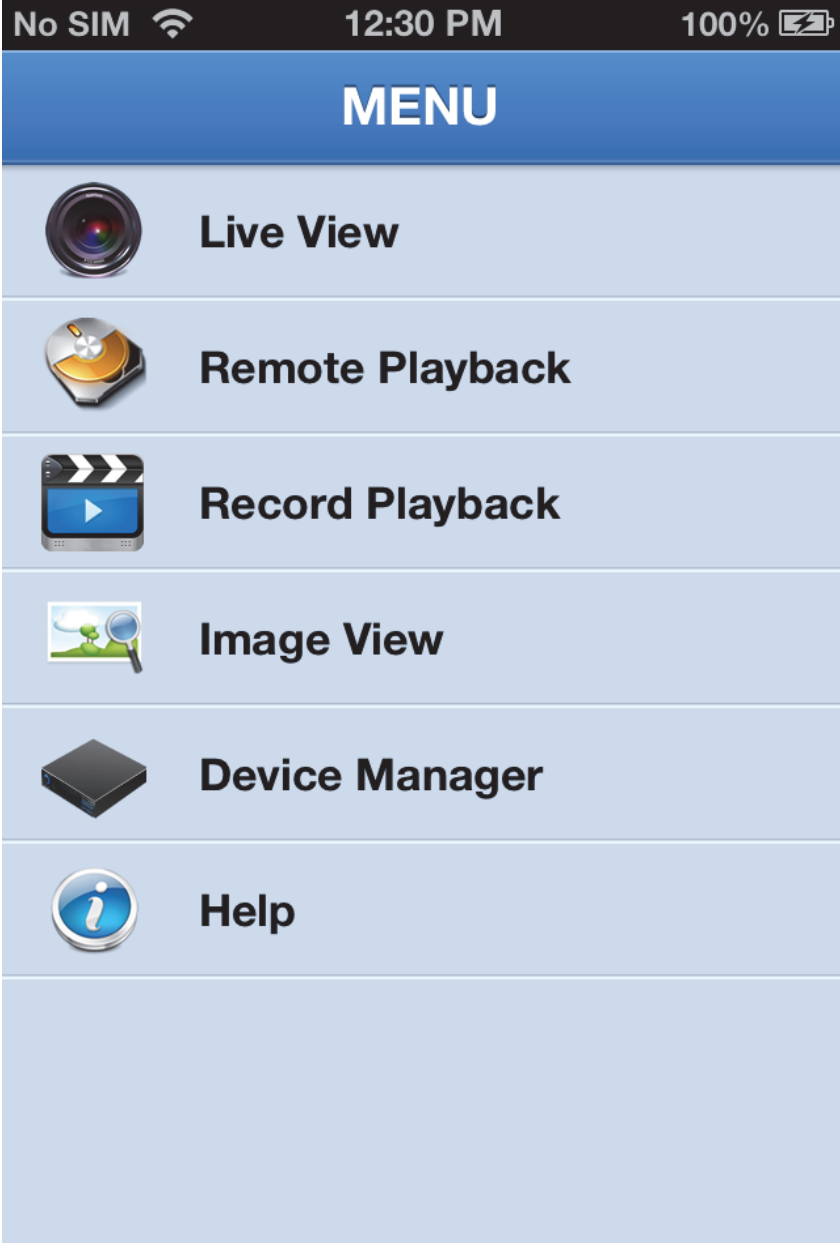 No SIM 12:30 PM 100%
MENU
Live View
Remote Playback
Record Playback
Image View
Device Manager
Help